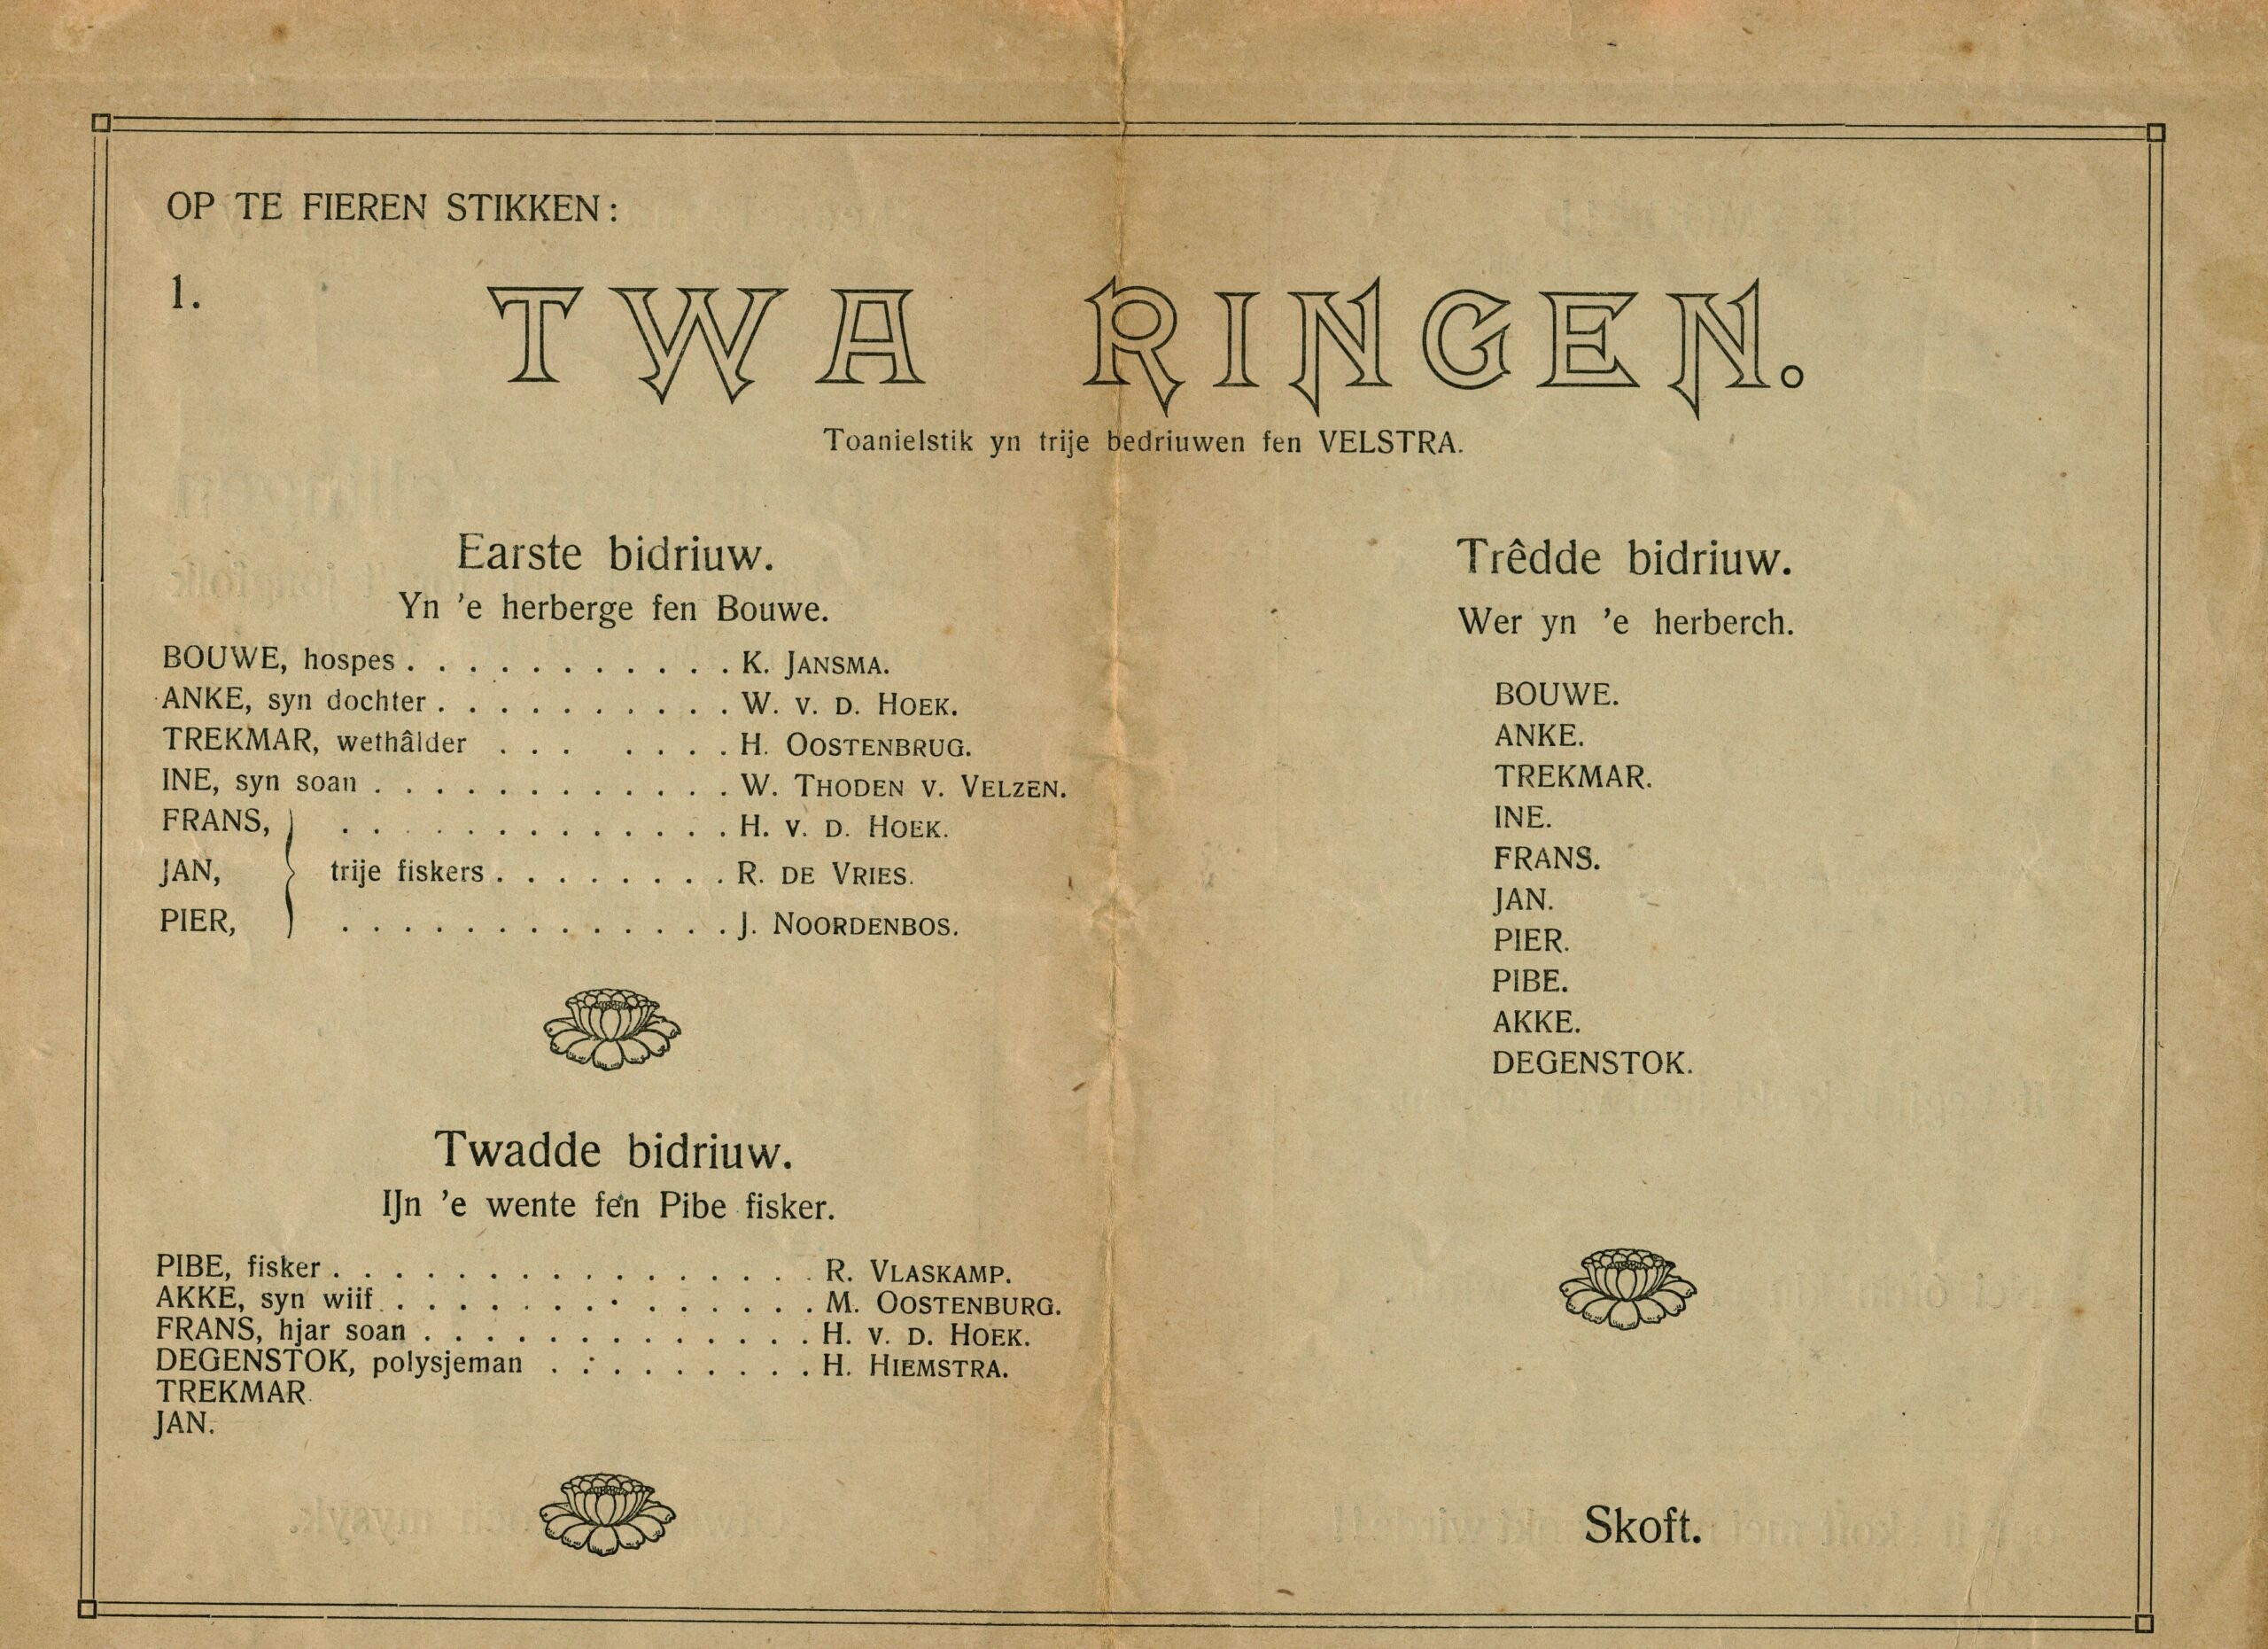 OP TE FIEREN STIKKEN:
1.
TWA RINGEN.
Toanielstik yn trije bedriuwen fen VELSTRA.
Earste bidriuw.
Yn 'e herberge fen Bouwe.
BOUWE, hospes . . . . . . . . . . . K. JANSMA.
ANKE, syn dochter . . . . . . . . . . W. V. D. HOEK.
TREKMAR, wethâlder . . . . . . . H. OOSTENBRUG.
INE, syn soan . . . . . . . . . . . . W. THODEN V. VELZEN.
FRANS, . . . . . . . . . . . . . H. V. D. HOEK.
JAN, trije fiskers . . . . . . . . R. DE VRIES.
PIER, . . . . . . . . . . . . . J. NOORDENBOS.
Twadde bidriuw.
IJn 'e wente fen Pibe fisker.
PIBE, fisker . . . . . . . . . . . . . . . . R. VLASKAMP.
AKKE, syn wiif . . . . . . . . . . . . . . M. OOSTENBURG.
FRANS, hjar soan . . . . . . . . . . . . . H. V. D. HOEK.
DEGENSTOK, polysjeman . . . . . . . . . H. HIEMSTRA.
TREKMAR.
JAN.
Trêdde bidriuw.
Wer yn 'e herberch.
BOUWE.
ANKE.
TREKMAR.
INE.
FRANS.
JAN.
PIER.
PIBE.
AKKE.
DEGENSTOK.
Skoft.